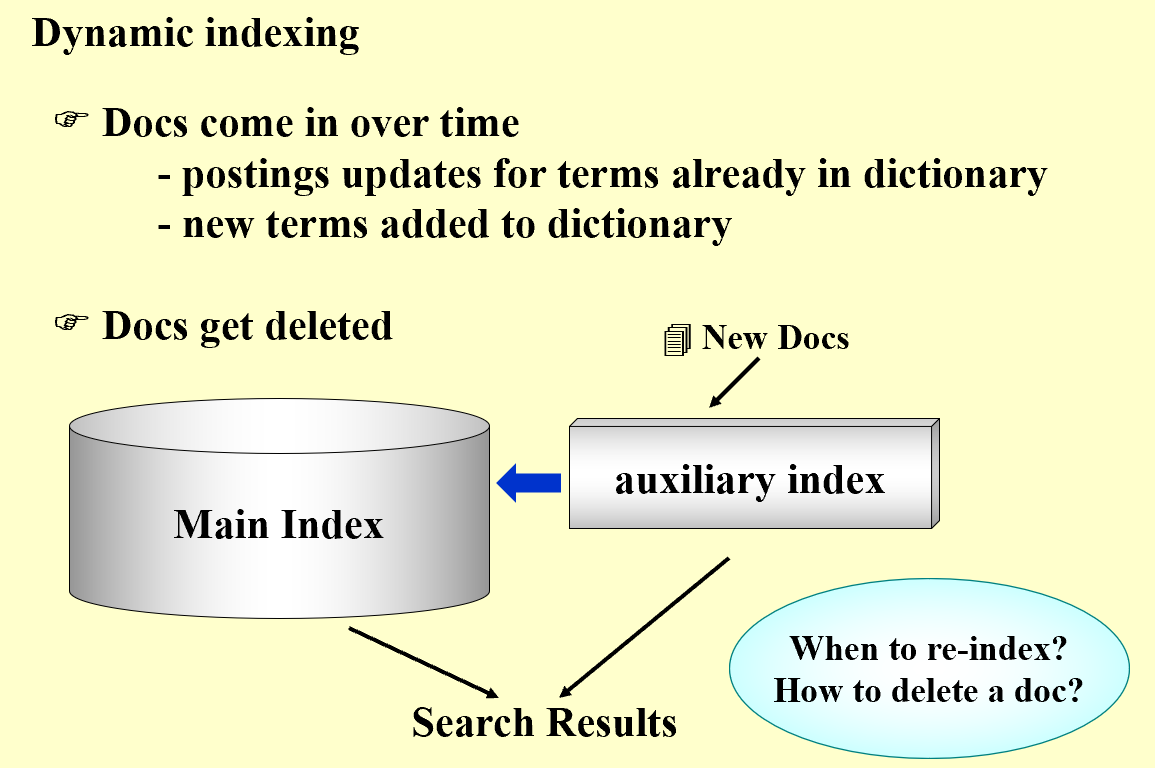 Dynamic indexing
☞ Docs come in over time
- postings updates for terms already in dictionary
- new terms added to dictionary
☞ Docs get deleted
New Docs
auxiliary index
Main Index
When to re-index?
How to delete a doc?
Search Results